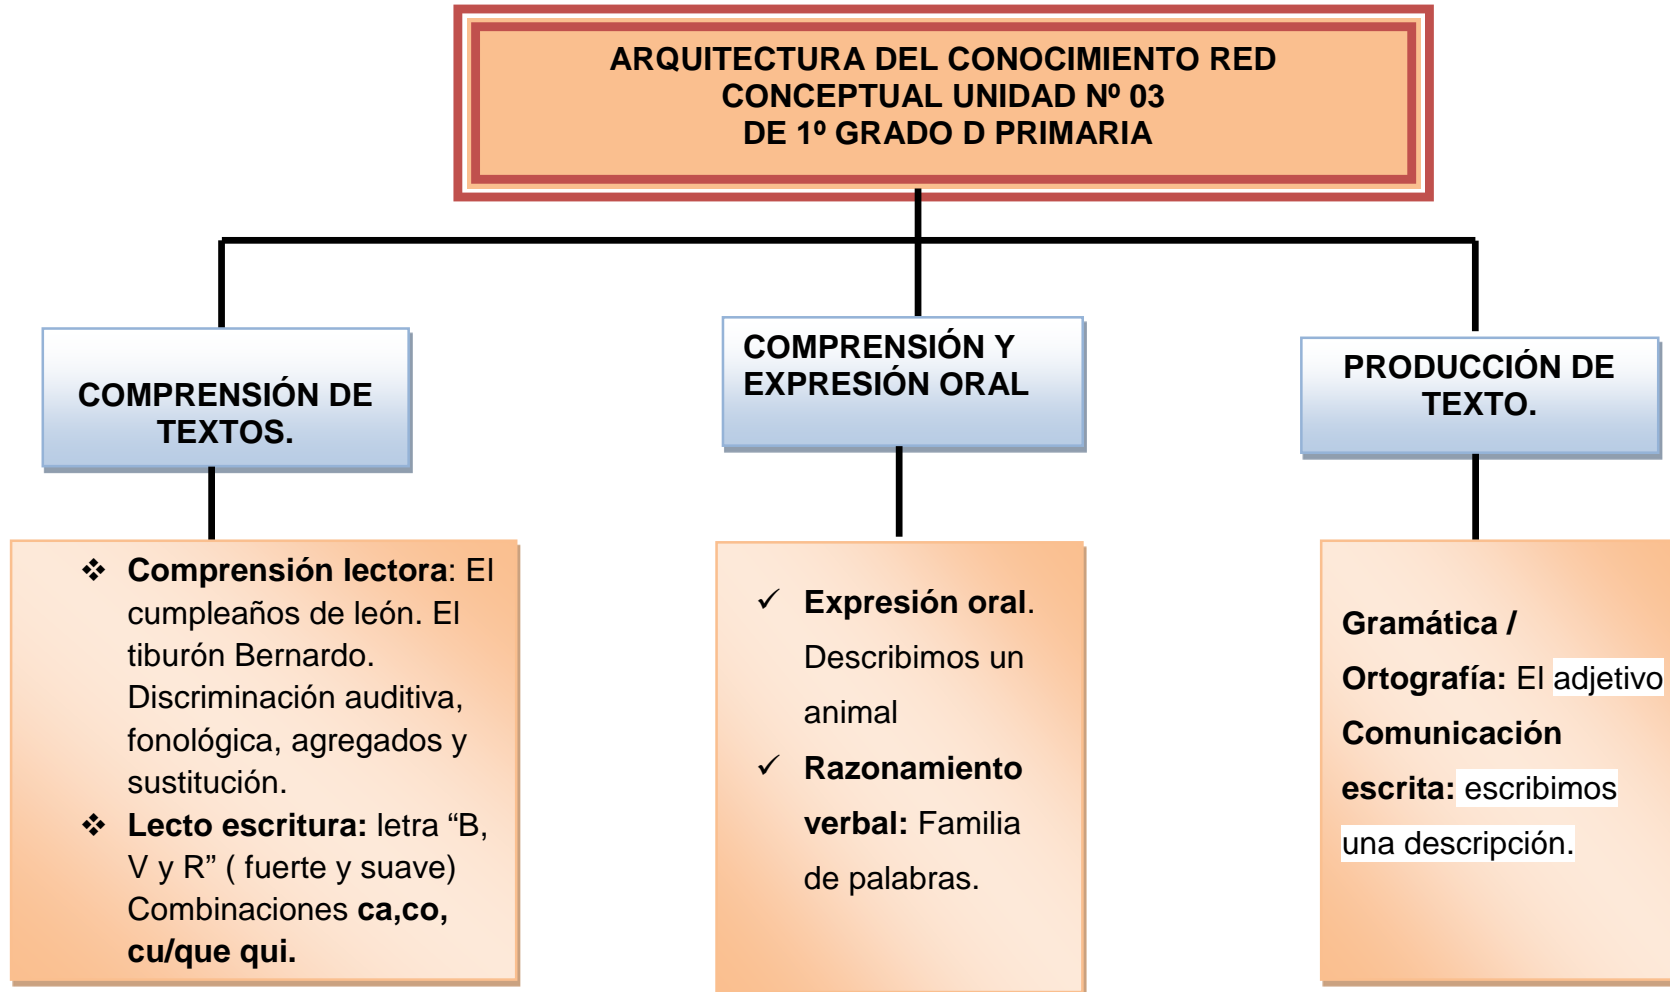 ARQUITECTURA DEL CONOCIMIENTO RED
CONCEPTUAL UNIDAD Nº 03
DE 1º GRADO D PRIMARIA
COMPRENSIÓN DE
TEXTOS.
COMPRENSIÓN Y
EXPRESIÓN ORAL
PRODUCCIÓN DE
TEXTO.
❖ Comprensión lectora: El
cumpleaños de león. El
tiburón Bernardo.
Discriminación auditiva,
fonológica, agregados y
sustitución.
❖ Lecto escritura: letra “B,
V y R” ( fuerte y suave)
Combinaciones ca,co,
cu/que qui.
✓ Expresión oral.
Describimos un
animal
✓ Razonamiento
verbal: Familia
de palabras.
Gramática /
Ortografía: El adjetivo
Comunicación
escrita: escribimos
una descripción.